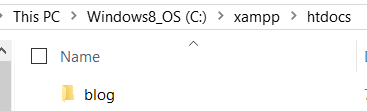 › This PC › Windows8_OS (C:) › xampp › htdocs
Name
blog